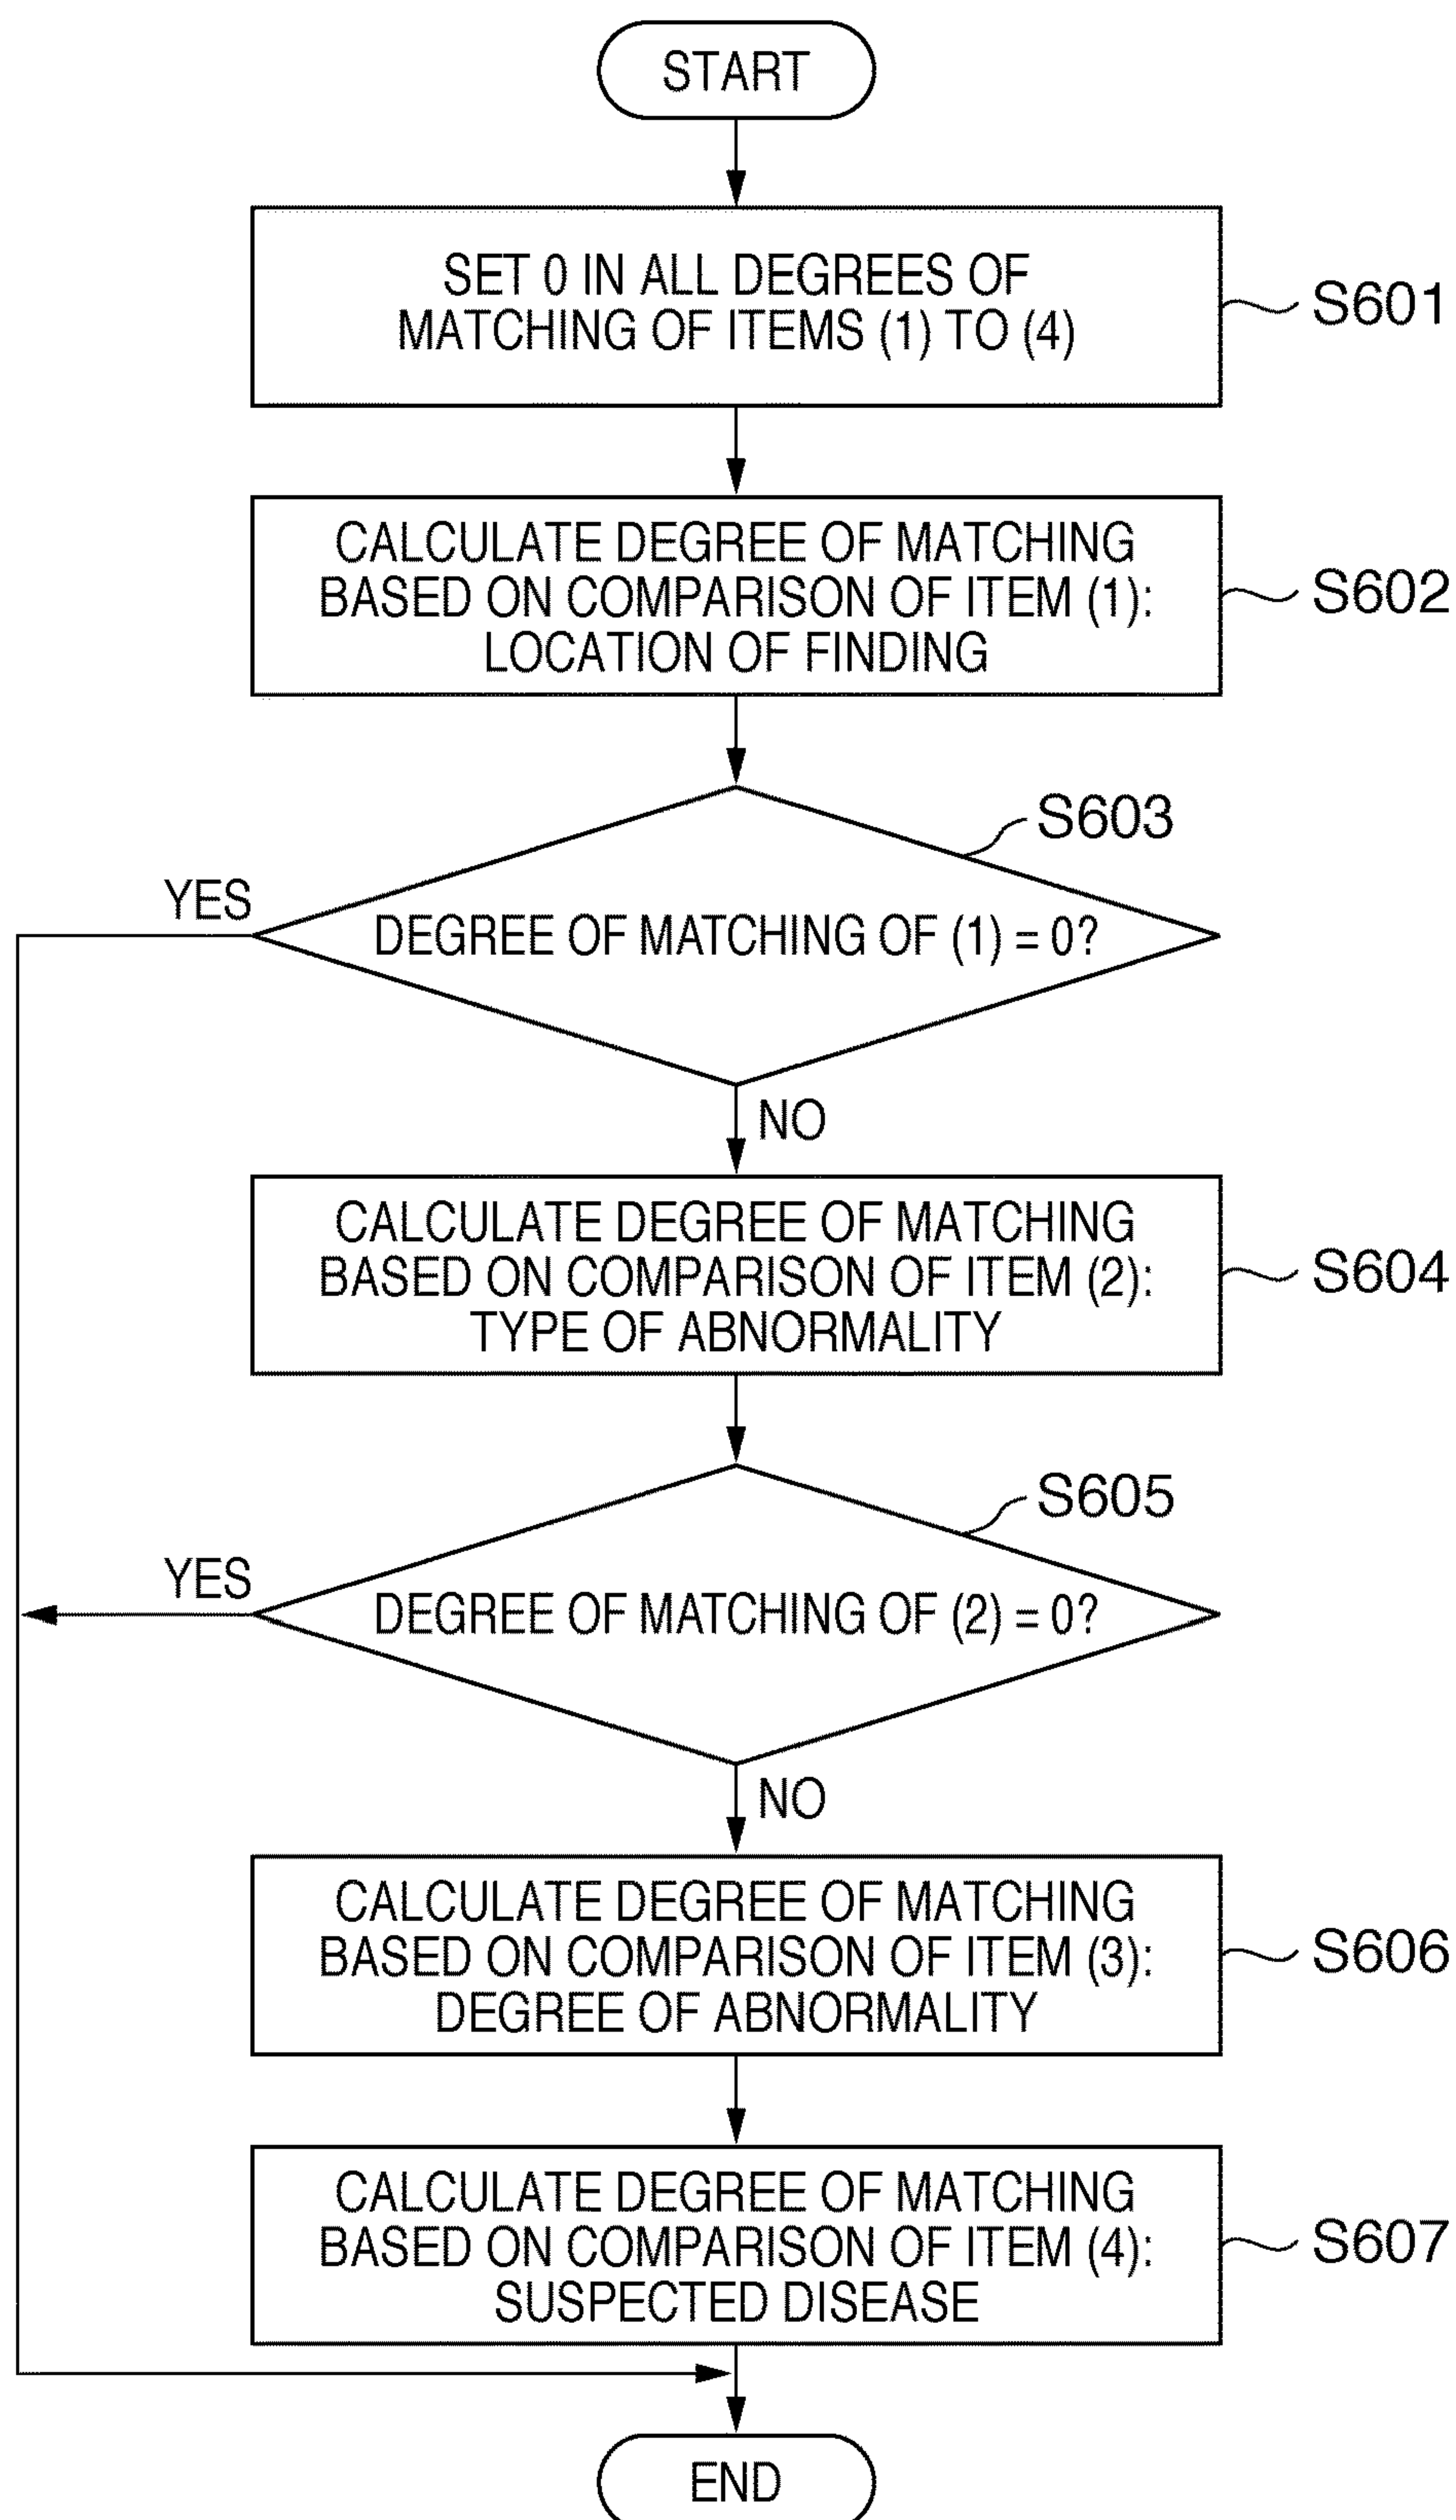 START
SET 0 IN ALL DEGREES OF
MATCHING OF ITEMS (1) TO (4)
S601
CALCULATE DEGREE OF MATCHING
BASED ON COMPARISON OF ITEM (1):
LOCATION OF FINDING
S602
S603
YES
DEGREE OF MATCHING OF (1) = 0?
NO
CALCULATE DEGREE OF MATCHING
BASED ON COMPARISON OF ITEM (2):
TYPE OF ABNORMALITY
S604
S605
YES
DEGREE OF MATCHING OF (2) = 0?
NO
CALCULATE DEGREE OF MATCHING
BASED ON COMPARISON OF ITEM (3):
DEGREE OF ABNORMALITY
S606
CALCULATE DEGREE OF MATCHING
BASED ON COMPARISON OF ITEM (4):
SUSPECTED DISEASE
S607
END